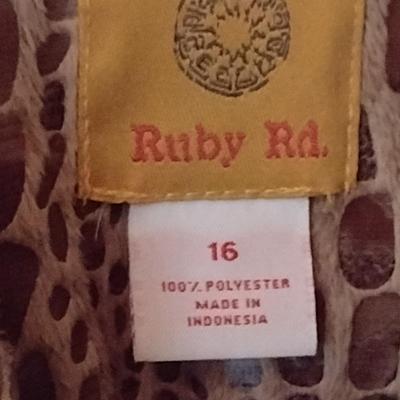 Ruby Rd.
16
100% POLYESTER
MADE IN
INDONESIA